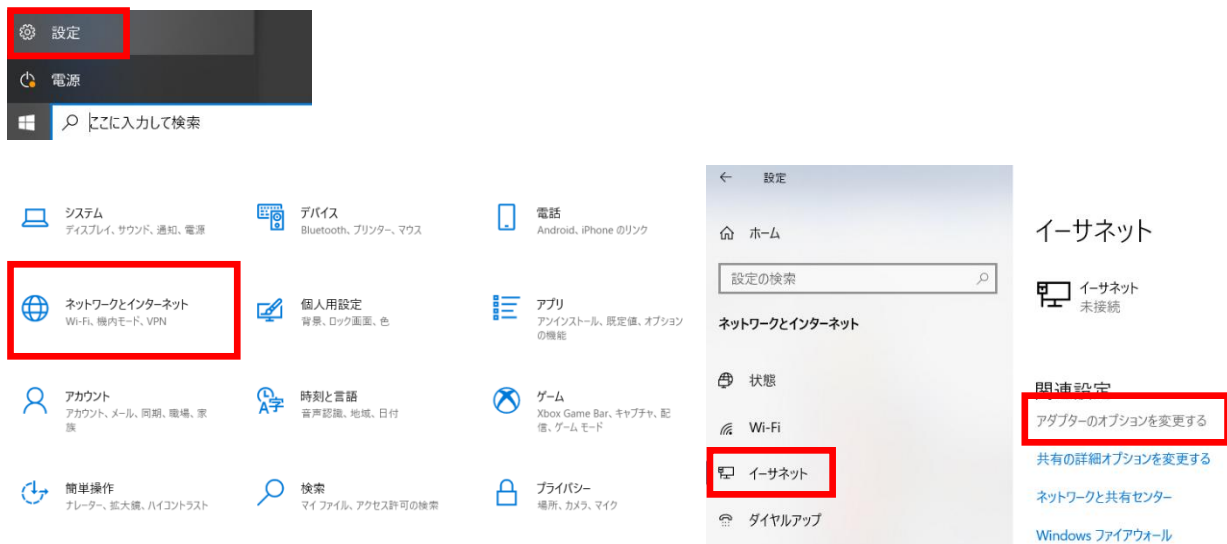 設定
電源
ここに入力して検索
システム
ディスプレイ、サウンド、通知、電源
デバイス
Bluetooth、プリンター、マウス
電話
Android、iPhone のリンク
ネットワークとインターネット
Wi-Fi、機内モード、VPN
個人用設定
背景、ロック画面、色
アプリ
アンインストール、既定値、オプション
の機能
アカウント
アカウント、メール、同期、職場、家
族
時刻と言語
音声認識、地域、日付
ゲーム
Xbox Game Bar、キャプチャ、配
信、ゲーム モード
簡単操作
ナレーター、拡大鏡、ハイコントラスト
検索
マイ ファイル、アクセス許可の検索
プライバシー
場所、カメラ、マイク
設定
ホーム
設定の検索
ネットワークとインターネット
状態
Wi-Fi
イーサネット
ダイヤルアップ
イーサネット
イーサネット
未接続
関連設定
アダプターのオプションを変更する
共有の詳細オプションを変更する
ネットワークと共有センター
Windows ファイアウォール